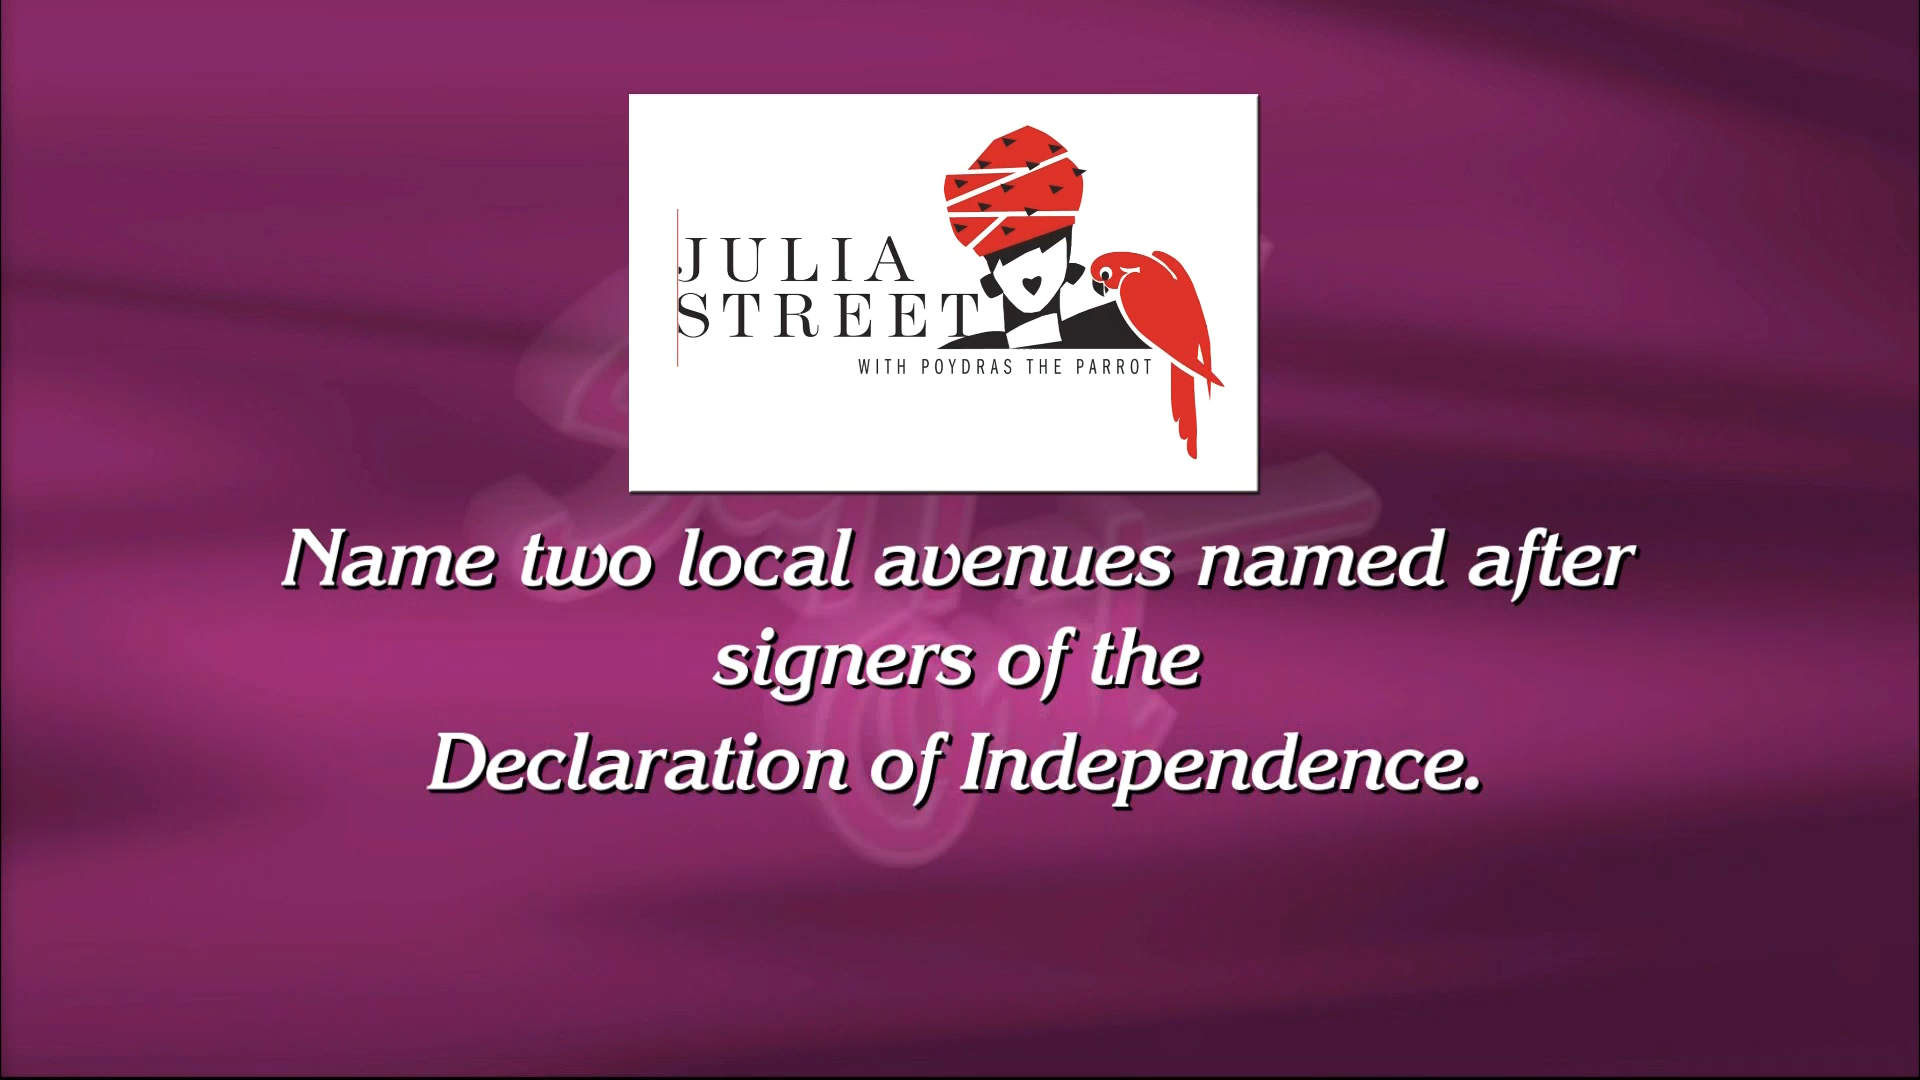 JULIA
STREET
WITH POYDRAS THE PARROT
Name two local avenues named after
signers of the
Declaration of Independence.